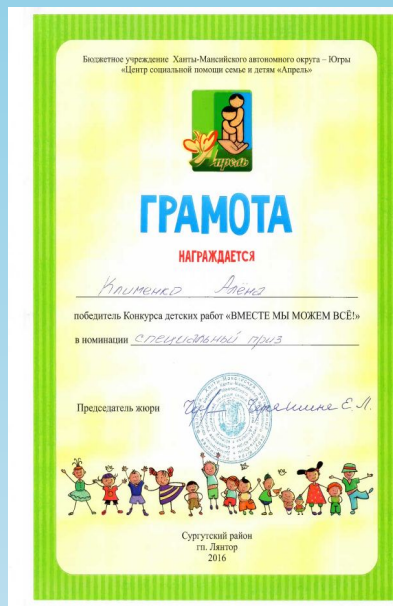 Бюджетное учреждение Ханты-Мансийского автономного округа – Югры
«Центр социальной помощи семье и детям «Апрель»
Апрель
ГРАМОТА
НАГРАЖДАЕТСЯ
Клименко Алёна
победитель Конкурса детских работ «ВМЕСТЕ МЫ МОЖЕМ ВСЁ!»
в номинации специальный приз
Председатель жюри Е.Л.
Сургутский район
гп. Лянтор
2016